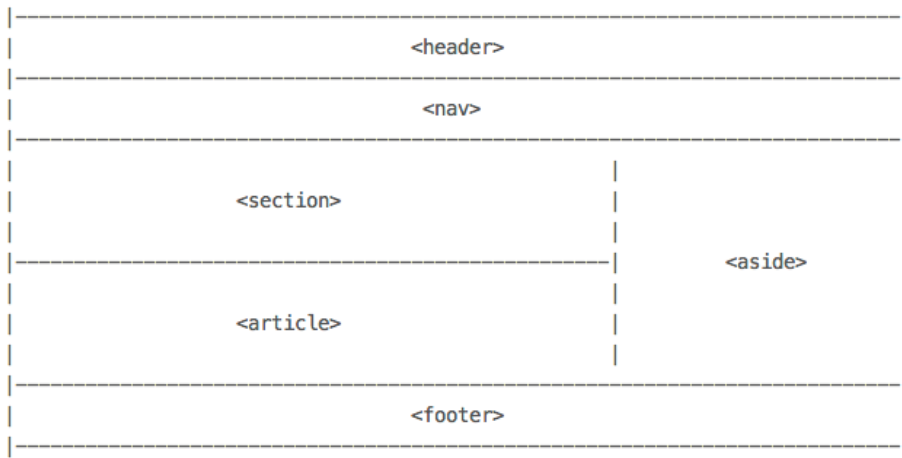 |----------------------------------------------------------------------------
|                                  <header>
|----------------------------------------------------------------------------
|                                   <nav>
|----------------------------------------------------------------------------
|                                                   |
|                   <section>                       |
|                                                   |
|---------------------------------------------------|         <aside>
|                                                   |
|                   <article>                       |
|                                                   |
|----------------------------------------------------------------------------
|                                  <footer>
|----------------------------------------------------------------------------